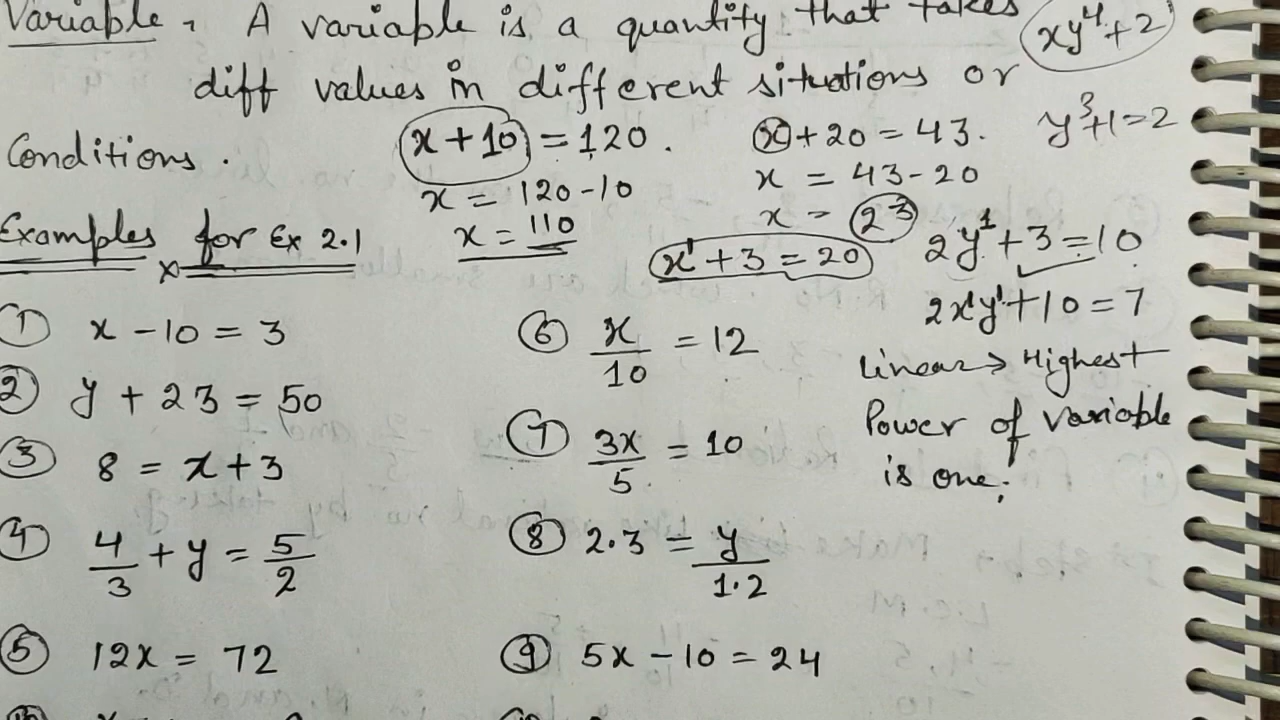 Variable, A variable is a quantity that takes
diff values in different situations or
Conditions.
xy⁴+2
x + 10 = 120.
x = 120 - 10
x = 110
x + 20 = 43.
x = 43 - 20
x = 23
y³+1=2
x¹ + 3 = 20
2y¹ + 3 = 10
2x¹y¹ + 10 = 7
Linear → Highest
Power of variable
is one.
Examples for Ex 2.1
① x - 10 = 3
② y + 23 = 50
③ 8 = x + 3
④ 4/3 + y = 5/2
⑤ 12x = 72
⑥ x/10 = 12
⑦ 3x/5 = 10
⑧ 2.3 = y/1.2
⑨ 5x - 10 = 24